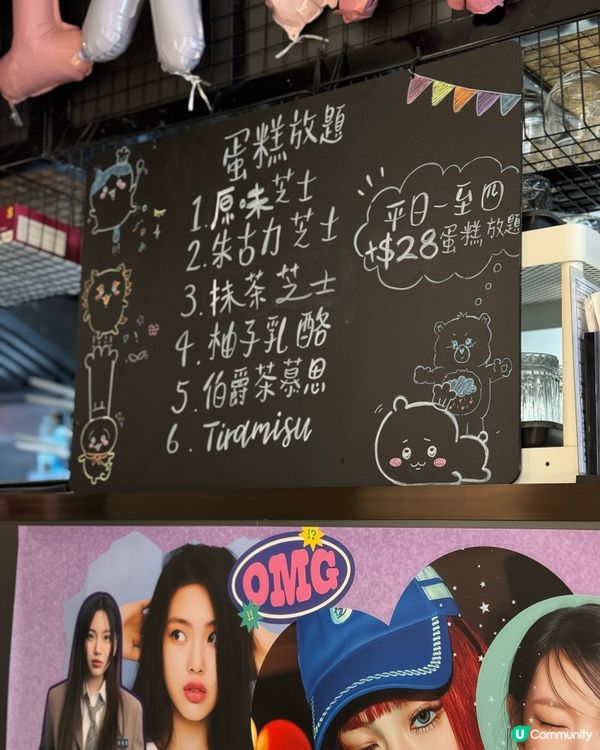 蛋糕放題
1. 原味芝士
2. 朱古力芝士
3. 抹茶芝士
4. 柚子乳酪
5. 伯爵茶慕思
6. Tiramisu
平日一至四
+$28蛋糕放題
!?
OMG
!!
U Community